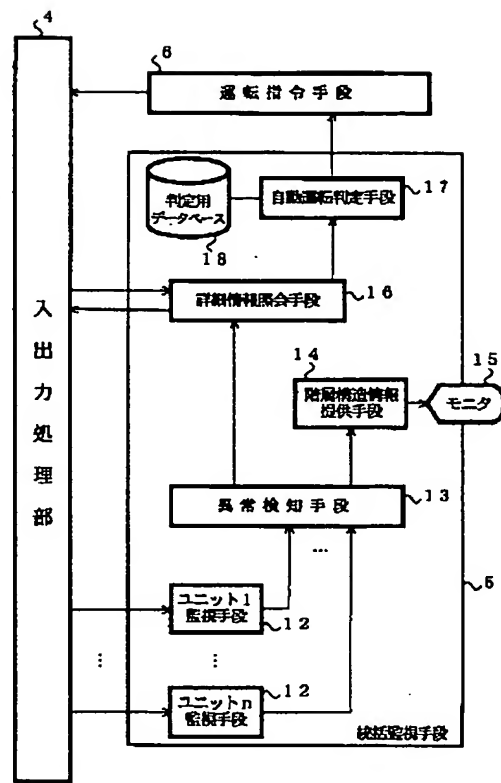 4
6
運転指令手段
判定用
データベース
18
自動運転判定手段
17
詳細情報照会手段
16
入出力処理部
14
階層構造情報
提供手段
15
モニタ
異常検知手段
13
…
ユニット1
監視手段
12
…
…
ユニットn
監視手段
12
5
統括監視手段